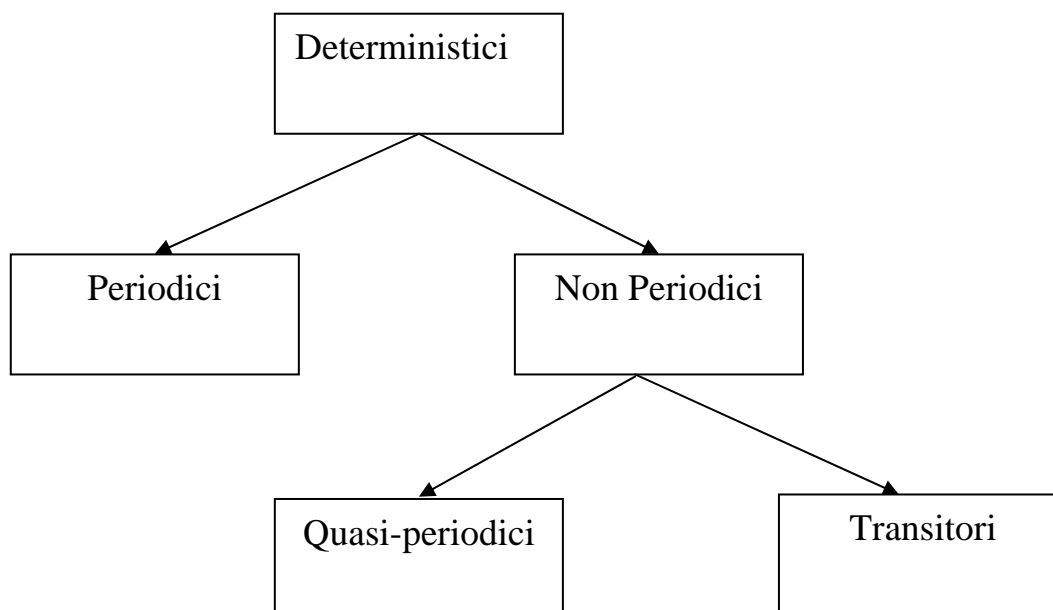 Deterministici
Periodici
Non Periodici
Quasi-periodici
Transitori